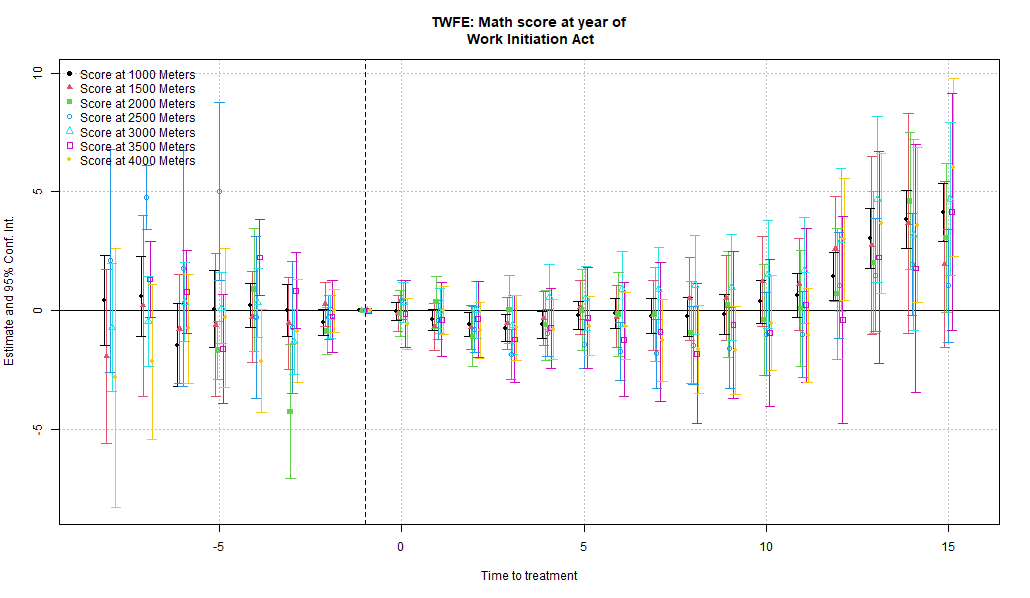 TWFE: Math score at year of
Work Initiation Act
Estimate and 95% Conf. Int.
10
5
0
-5
Score at 1000 Meters
Score at 1500 Meters
Score at 2000 Meters
Score at 2500 Meters
Score at 3000 Meters
Score at 3500 Meters
Score at 4000 Meters
-5
0
5
10
15
Time to treatment